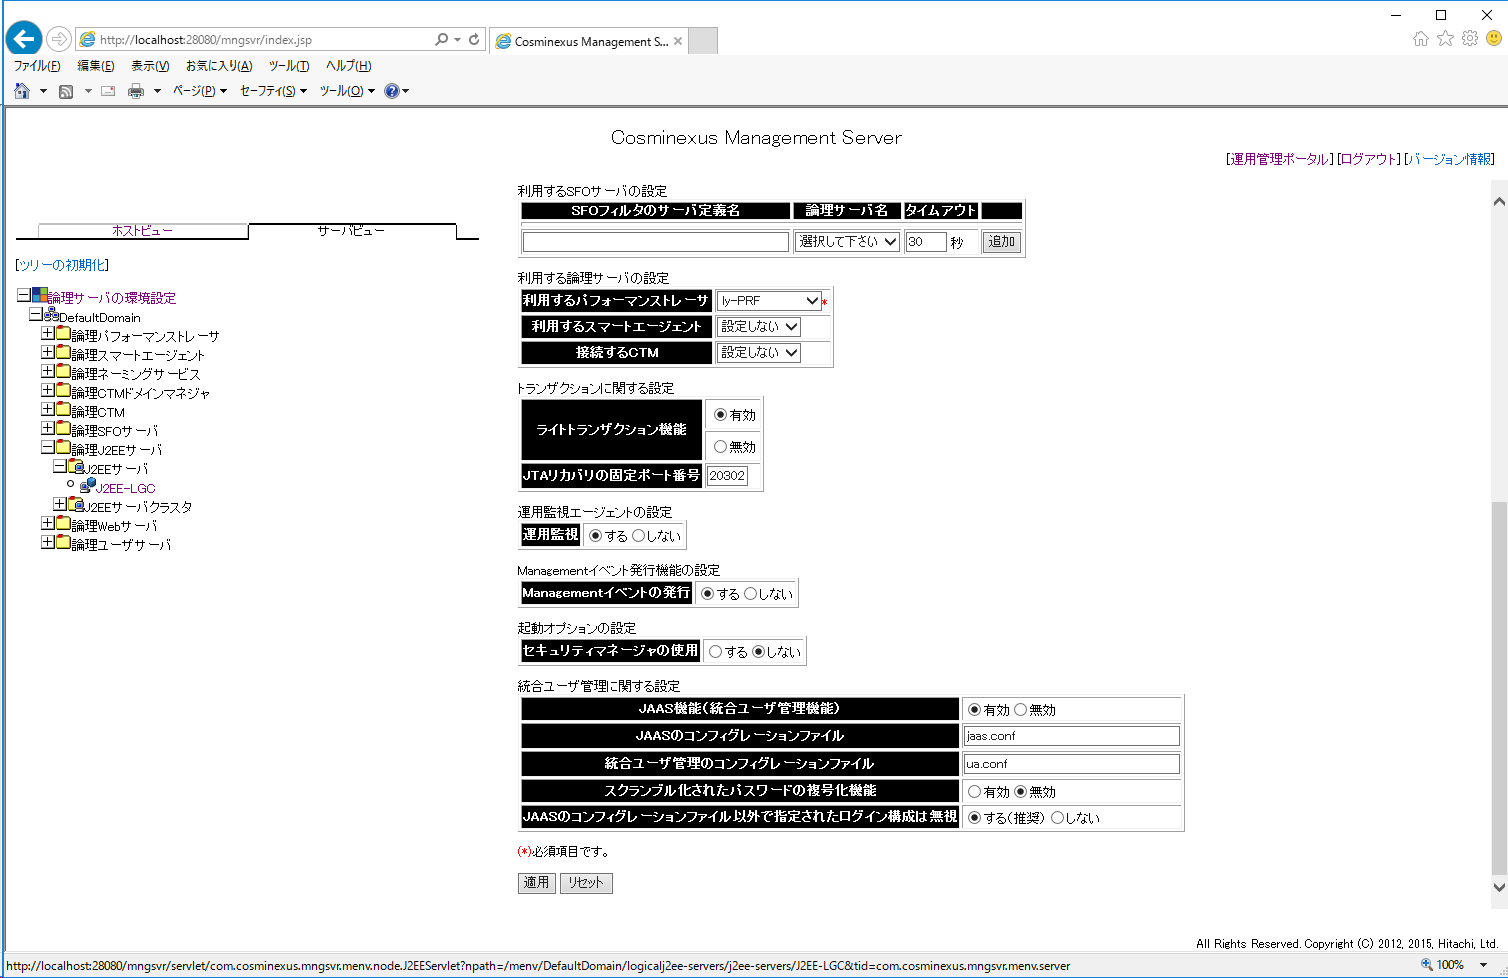 http://localhost:28080/mngsvr/index.jsp
Cosminexus Management S...
ファイル(F) 編集(E) 表示(V) お気に入り(A) ツール(T) ヘルプ(H)
ページ(P) セーフティ(S) ツール(O)
Cosminexus Management Server
[運用管理ポータル] [ログアウト] [バージョン情報]
ホストビュー サーバビュー
[ツリーの初期化]
論理サーバの環境設定
DefaultDomain
論理パフォーマンストレーサ
論理スマートエージェント
論理ネーミングサービス
論理CTMドメインマネジャ
論理CTM
論理SFOサーバ
論理J2EEサーバ
J2EEサーバ
J2EE-LGC
J2EEサーバクラスタ
論理Webサーバ
論理ユーザサーバ
利用するSFOサーバの設定
SFOフィルタのサーバ定義名 論理サーバ名 タイムアウト
選択して下さい 30 秒 追加
利用する論理サーバの設定
利用するパフォーマンストレーサ ly-PRF *
利用するスマートエージェント 設定しない
接続するCTM 設定しない
トランザクションに関する設定
ライトトランザクション機能 有効
無効
JTAリカバリの固定ポート番号 20302
運用監視エージェントの設定
運用監視 する しない
Managementイベント発行機能の設定
Managementイベントの発行 する しない
起動オプションの設定
セキュリティマネージャの使用 する しない
統合ユーザ管理に関する設定
JAAS機能(統合ユーザ管理機能) 有効 無効
JAASのコンフィグレーションファイル jaas.conf
統合ユーザ管理のコンフィグレーションファイル ua.conf
スクランブル化されたパスワードの複号化機能 有効 無効
JAASのコンフィグレーションファイル以外で指定されたログイン構成は無視 する(推奨) しない
(*)必須項目です。
適用 リセット
All Rights Reserved. Copyright (C) 2012, 2015, Hitachi, Ltd.
http://localhost:28080/mngsvr/servlet/com.cosminexus.mngsvr.menv.node.J2EEServlet?npath=/menv/DefaultDomain/logicalj2ee-servers/j2ee-servers/J2EE-LGC&tid=com.cosminexus.mngsvr.menv.server
100%